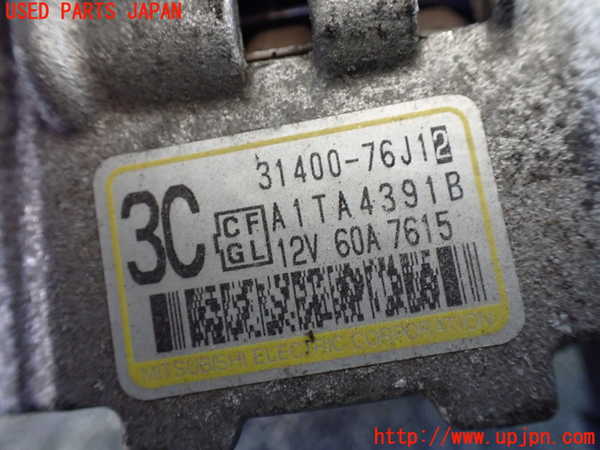 USED PARTS JAPAN
31400-76J12
3C
CF
GL
A1TA4391B
12V 60A 7615
MITSUBISHI ELECTRIC CORPORATION
http://www.upjpn.com/